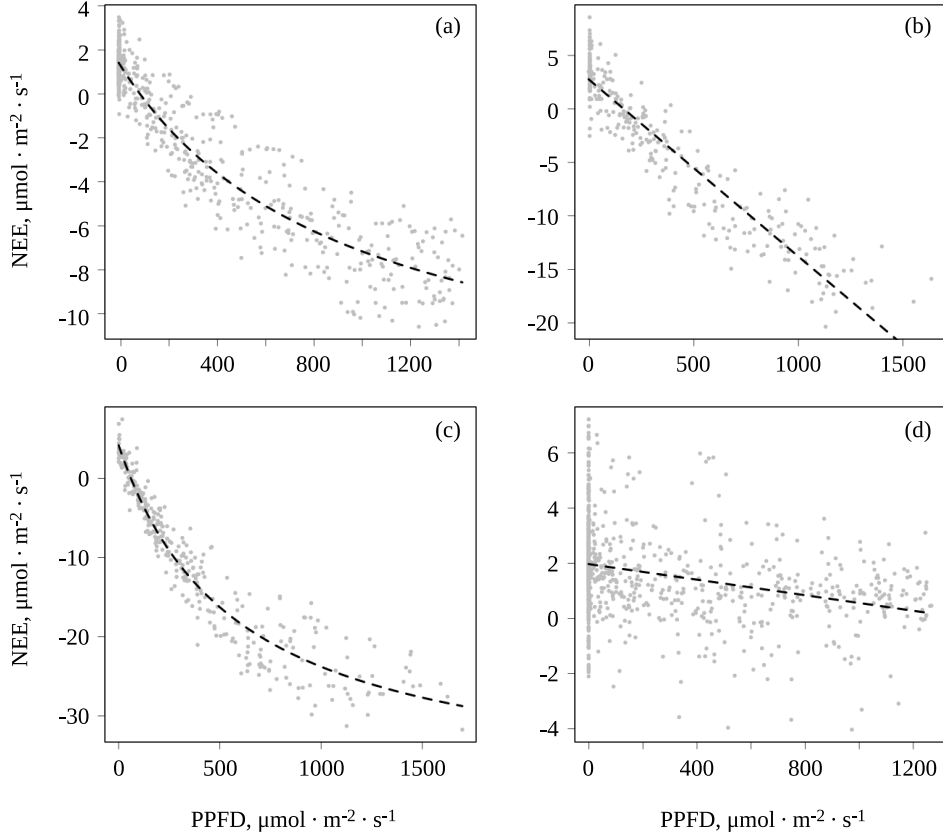 (a)
4
2
0
-2
-4
-6
-8
-10
0 400 800 1200
NEE, μmol · m⁻² · s⁻¹
(b)
5
0
-5
-10
-15
-20
0 500 1000 1500
(c)
0
-10
-20
-30
0 500 1000 1500
NEE, μmol · m⁻² · s⁻¹
PPFD, μmol · m⁻² · s⁻¹
(d)
6
4
2
0
-2
-4
0 400 800 1200
PPFD, μmol · m⁻² · s⁻¹